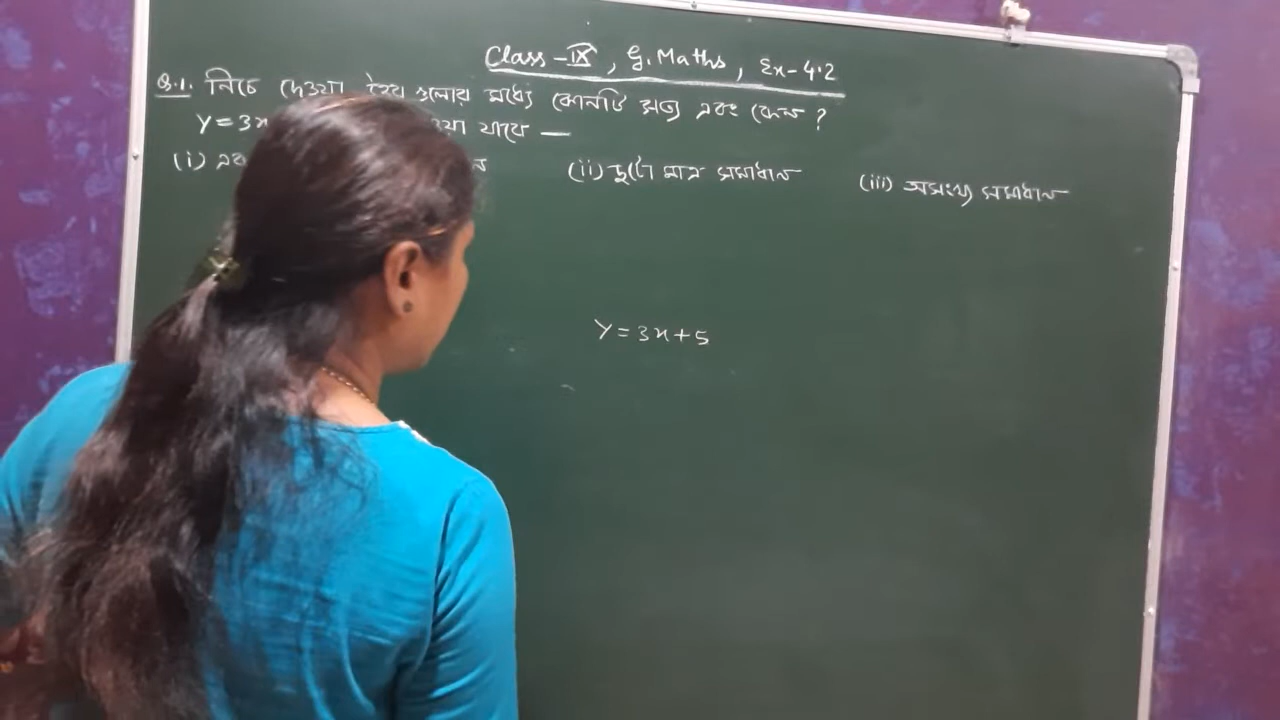 Class-IX, G. Maths, Ex-4.2
Q.1. নিচে দেওয়া গুলোর মধ্যে কোনটি সত্য এবং কেন?
y = 3x যাবে —
(i) (ii) দুটো মাত্র সমাধান (iii) অসংখ্য সমাধান
y = 3x + 5